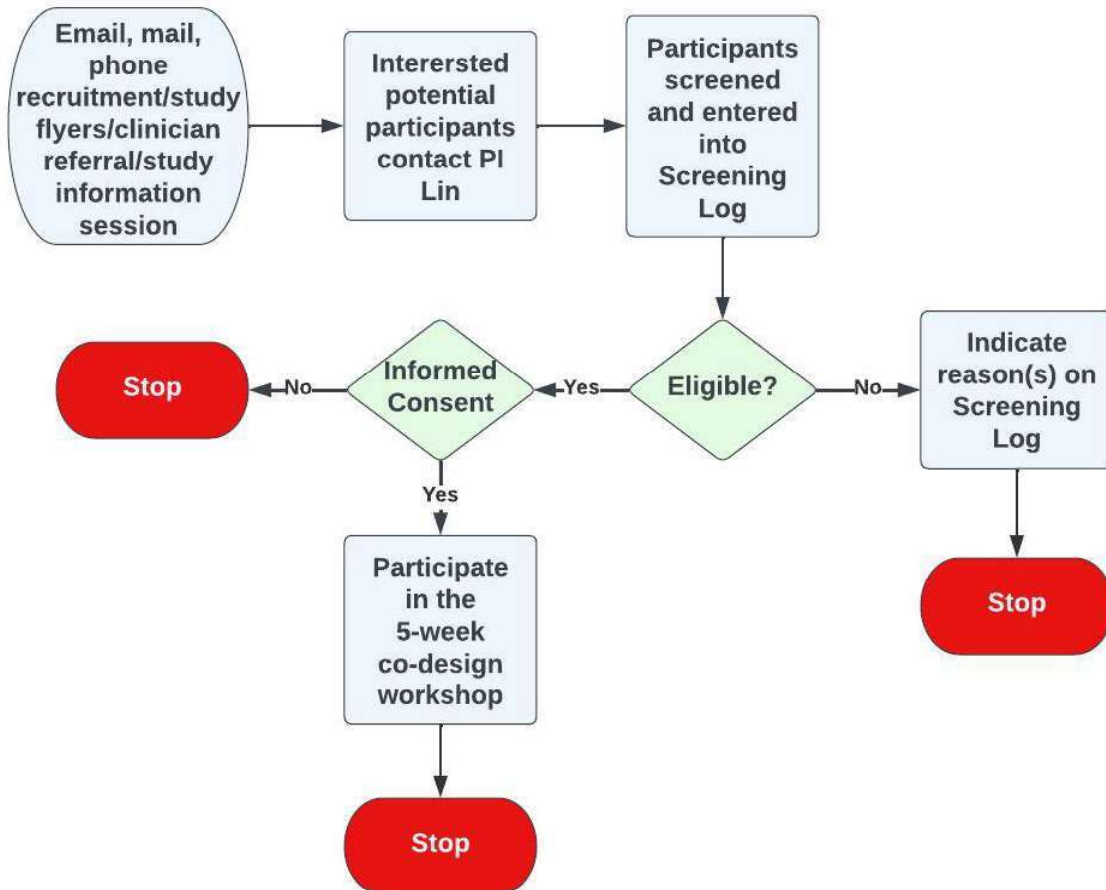 Email, mail,
phone
recruitment/study
flyers/clinician
referral/study
information
session
Interersted
potential
participants
contact PI
Lin
Participants
screened
and entered
into
Screening
Log
Eligible?
Yes
No
Informed
Consent
No
Stop
Indicate
reason(s) on
Screening
Log
Stop
Yes
Participate
in the
5-week
co-design
workshop
Stop